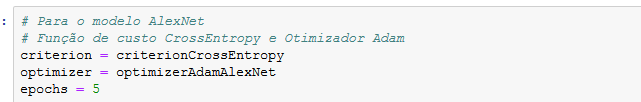 :
# Para o modelo AlexNet
# Função de custo CrossEntropy e Otimizador Adam
criterion = criterionCrossEntropy
optimizer = optimizerAdamAlexNet
epochs = 5